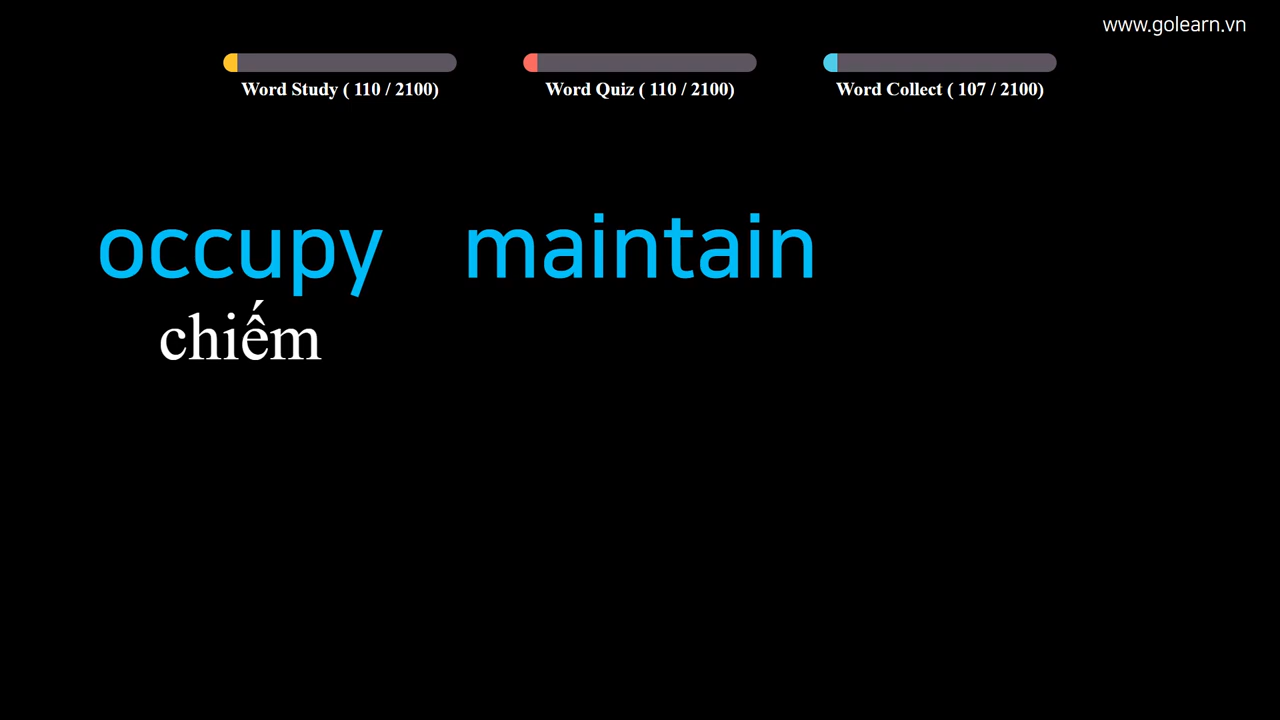 www.golearn.vn
Word Study ( 110 / 2100)
Word Quiz ( 110 / 2100)
Word Collect ( 107 / 2100)
occupy maintain
chiếm